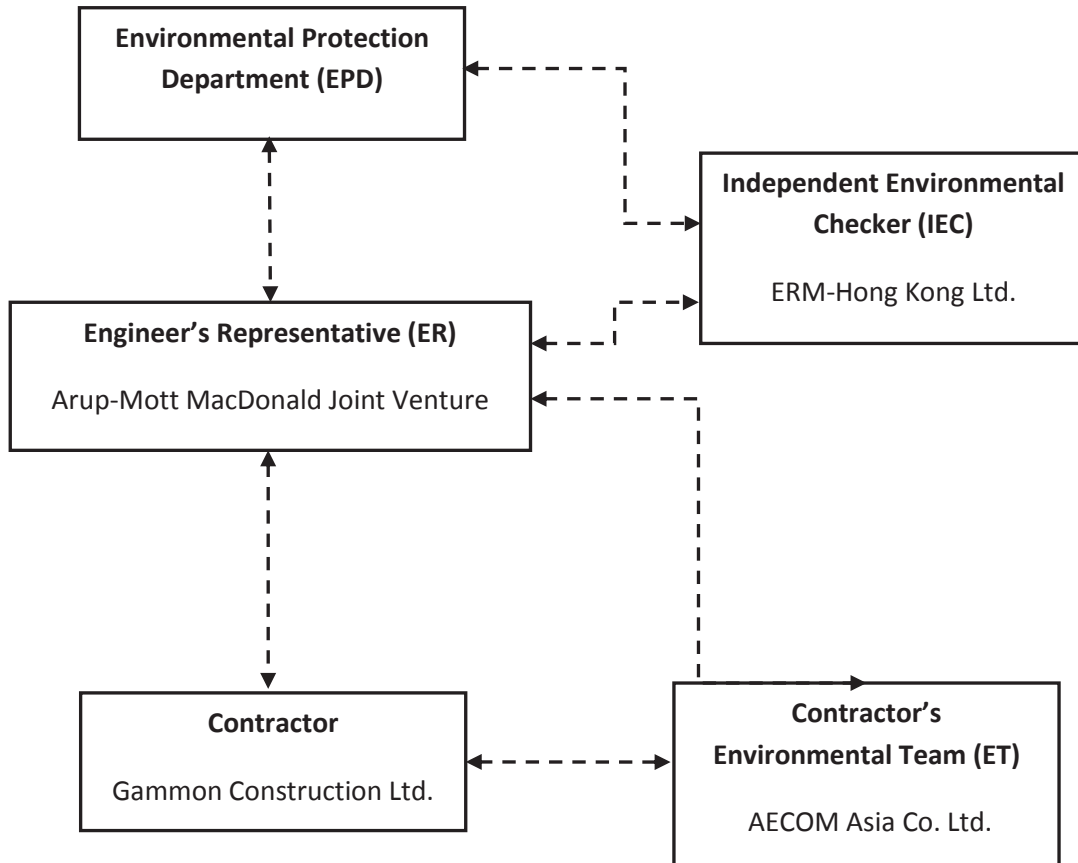 Environmental Protection
Department (EPD)
Independent Environmental
Checker (IEC)
ERM-Hong Kong Ltd.
Engineer’s Representative (ER)
Arup-Mott MacDonald Joint Venture
Contractor
Gammon Construction Ltd.
Contractor’s
Environmental Team (ET)
AECOM Asia Co. Ltd.